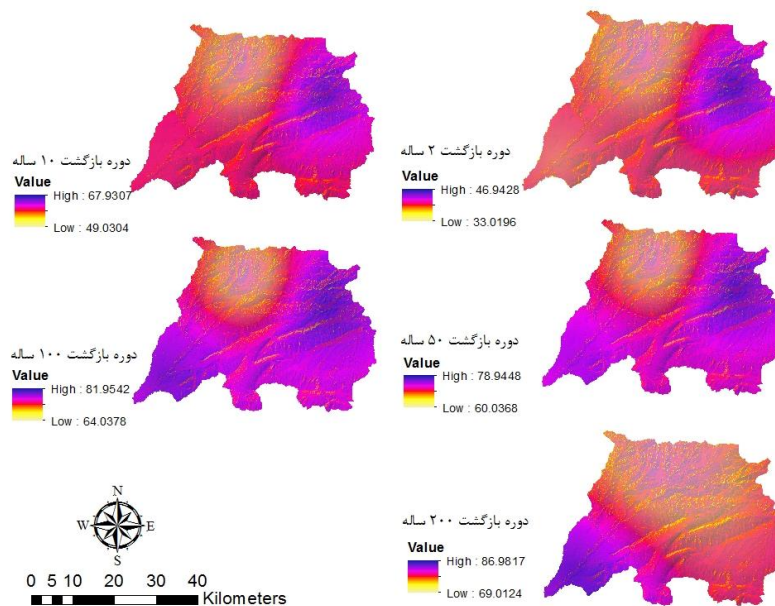 دوره بازگشت ۲ ساله
Value
High : 46.9428
Low : 33.0196
دوره بازگشت ۱۰ ساله
Value
High : 67.9307
Low : 49.0304
دوره بازگشت ۵۰ ساله
Value
High : 78.9448
Low : 60.0368
دوره بازگشت ۱۰۰ ساله
Value
High : 81.9542
Low : 64.0378
دوره بازگشت ۲۰۰ ساله
Value
High : 86.9817
Low : 69.0124
N
W E
S
0 5 10 20 30 40
Kilometers